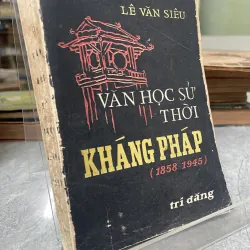 LÊ VĂN SIÊU
VĂN HỌC SỬ
THỜI
KHÁNG PHÁP
(1858-1945)
trí đăng